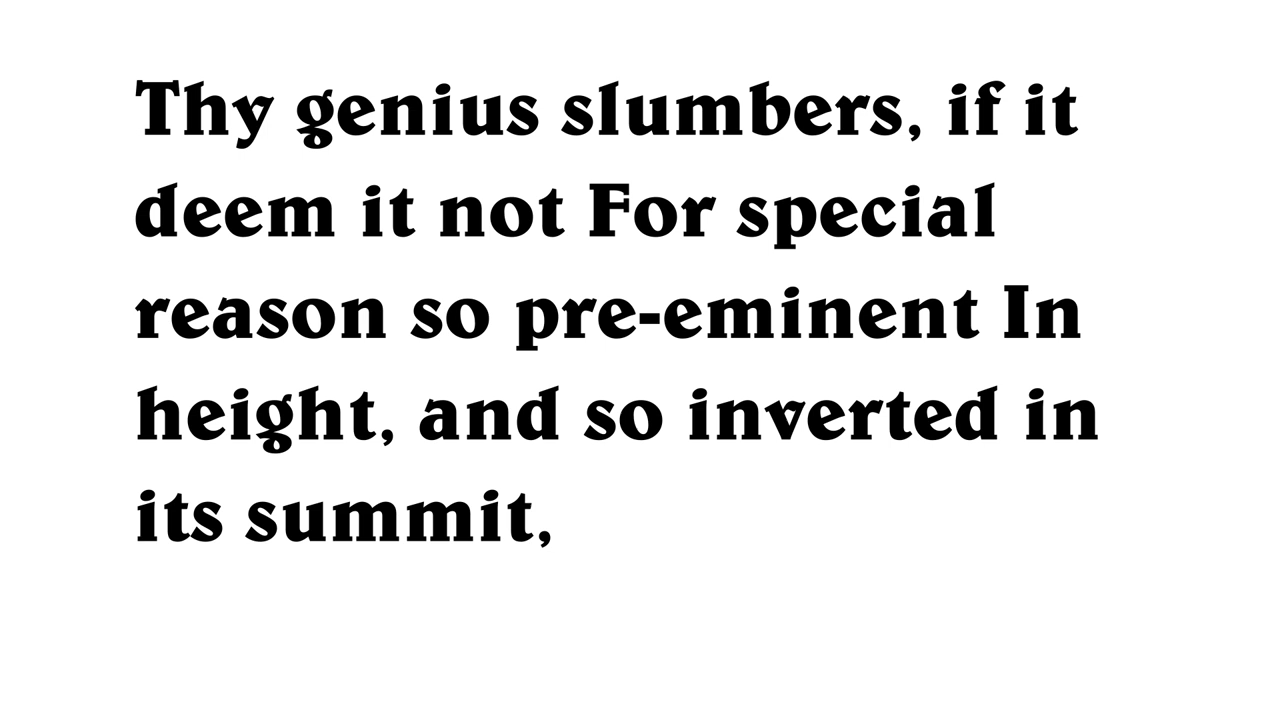 Thy genius slumbers, if it
deem it not For special
reason so pre-eminent In
height, and so inverted in
its summit,